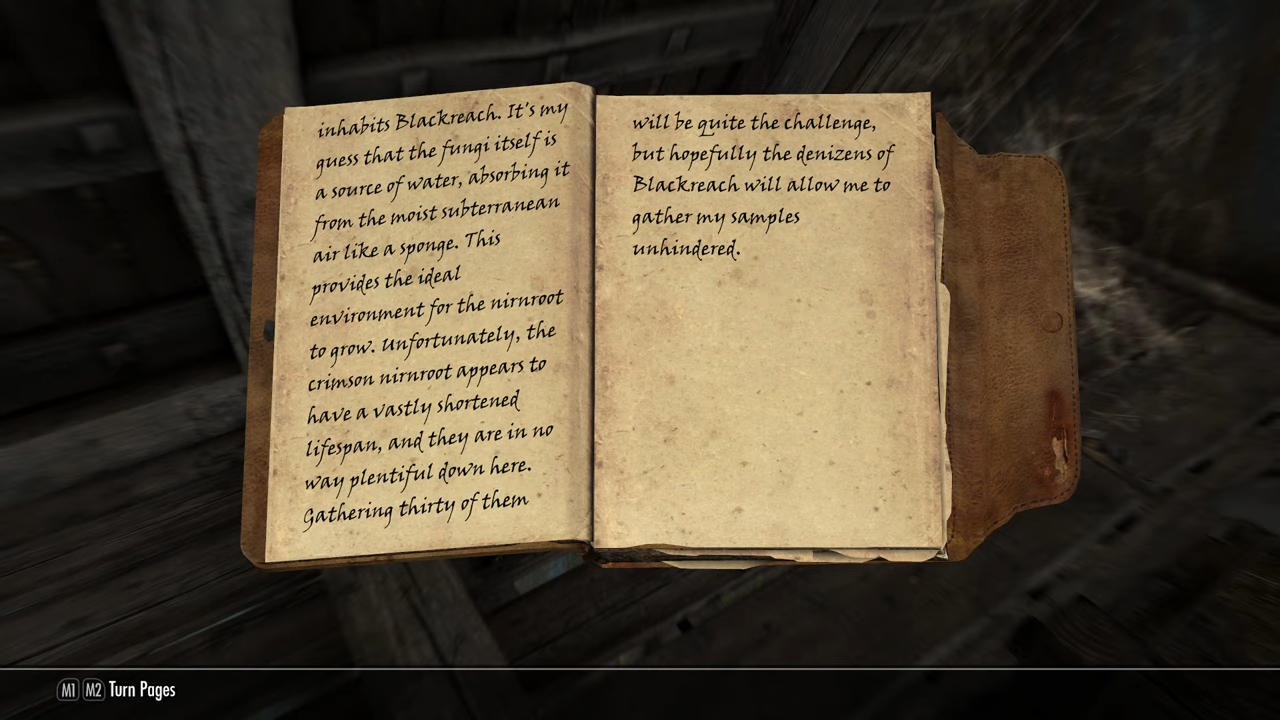 inhabits Blackreach. It's my
guess that the fungi itself is
a source of water, absorbing it
from the moist subterranean
air like a sponge. This
provides the ideal
environment for the nirnroot
to grow. Unfortunately, the
crimson nirnroot appears to
have a vastly shortened
lifespan, and they are in no
way plentiful down here.
Gathering thirty of them
will be quite the challenge,
but hopefully the denizens of
Blackreach will allow me to
gather my samples
unhindered.
M1 M2 Turn Pages